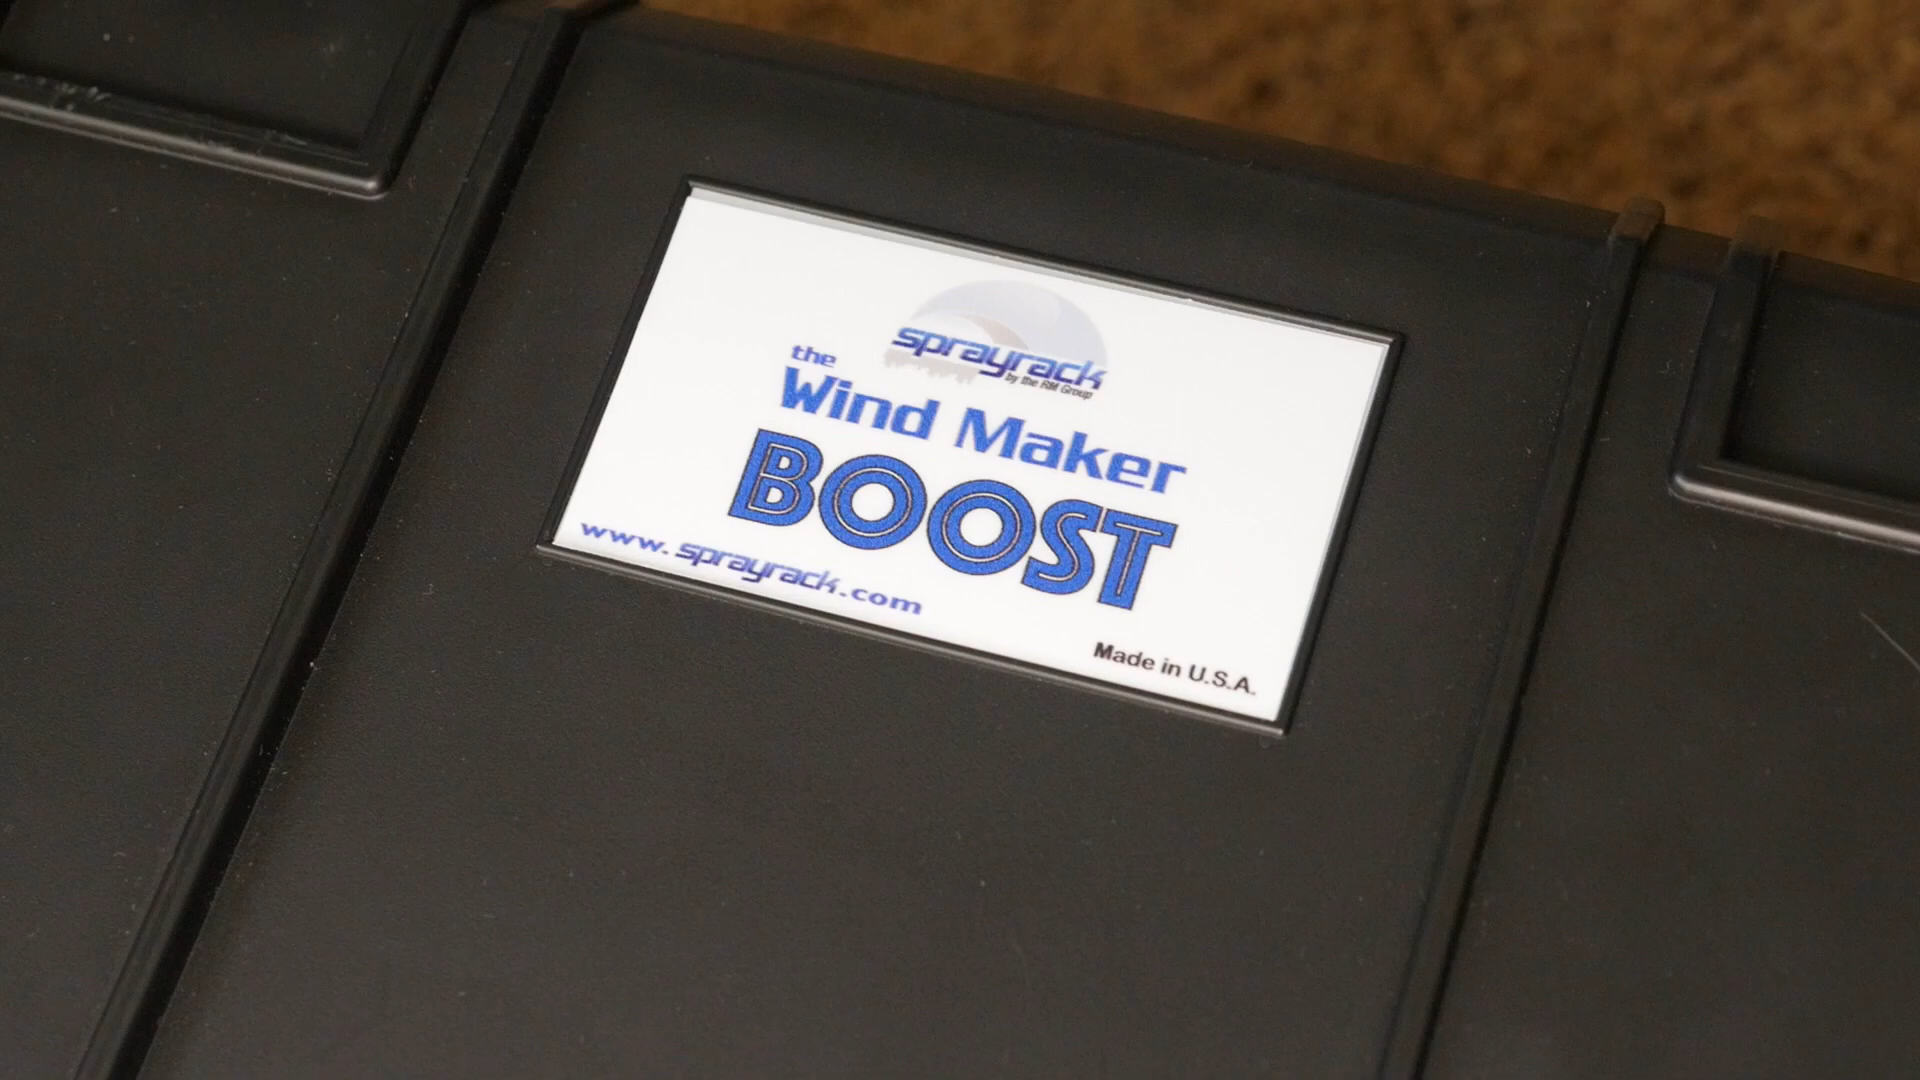 sprayrack
by the RM Group
the
Wind Maker
BOOST
www.sprayrack.com
Made in U.S.A.